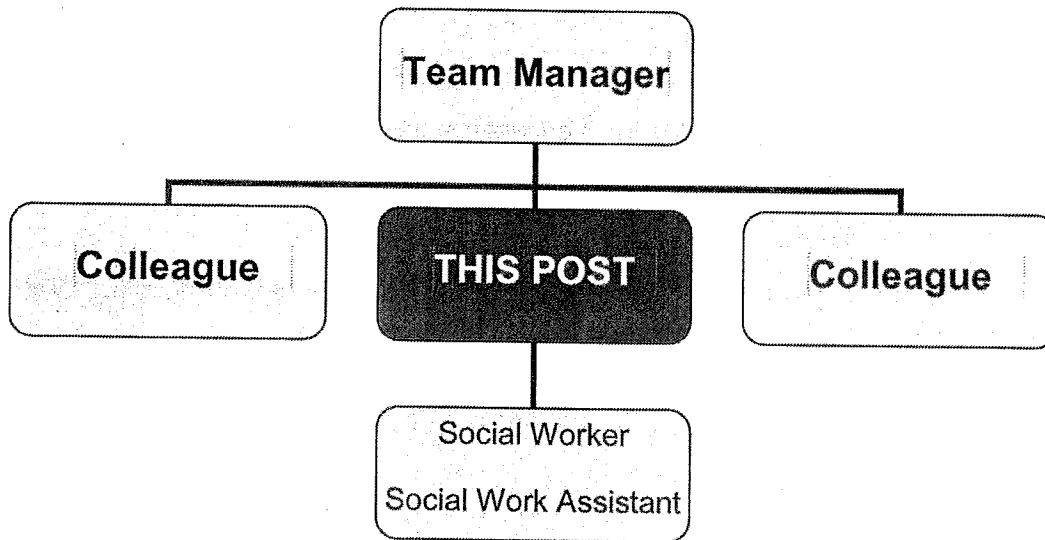 Team Manager
Colleague
THIS POST
Colleague
Social Worker
Social Work Assistant